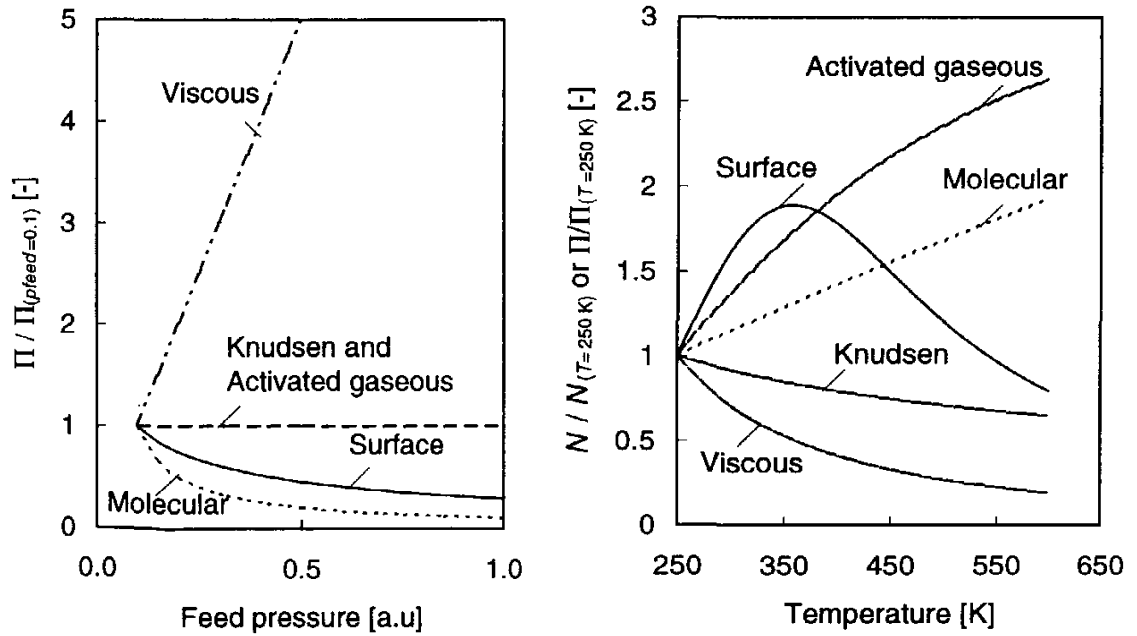 Π / Π(pfeed=0.1) [-]
5
4
3
2
1
0
Viscous
Knudsen and
Activated gaseous
Surface
Molecular
0.0
0.5
1.0
Feed pressure [a.u]
N / N(T=250 K) or Π/Π(T=250 K) [-]
3
2.5
2
1.5
1
0.5
0
Activated gaseous
Surface
Molecular
Knudsen
Viscous
250
350
450
550
650
Temperature [K]